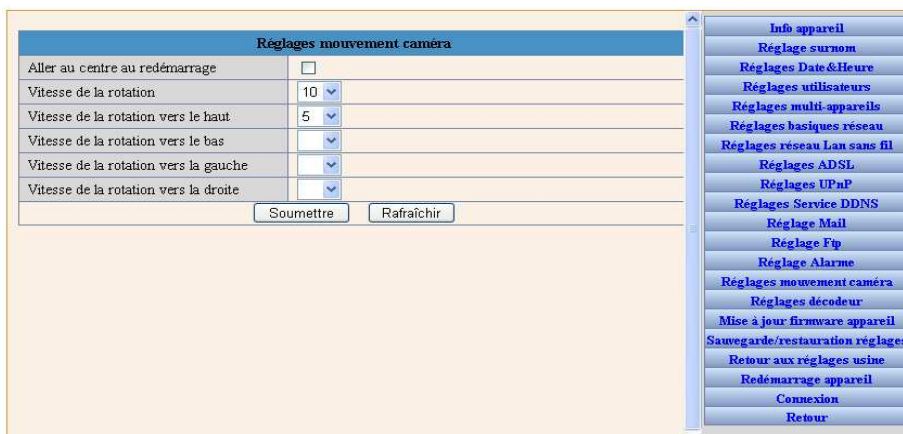 Réglages mouvement caméra
Aller au centre au redémarrage
Vitesse de la rotation 10
Vitesse de la rotation vers le haut 5
Vitesse de la rotation vers le bas
Vitesse de la rotation vers la gauche
Vitesse de la rotation vers la droite
Soumettre Rafraîchir
Info appareil
Réglage surnom
Réglages Date&Heure
Réglages utilisateurs
Réglages multi-appareils
Réglages basiques réseau
Réglages réseau Lan sans fil
Réglages ADSL
Réglages UPnP
Réglages Service DDNS
Réglage Mail
Réglage Ftp
Réglage Alarme
Réglages mouvement caméra
Réglages décodeur
Mise à jour firmware appareil
Sauvegarde/restauration réglages
Retour aux réglages usine
Redémarrage appareil
Connexion
Retour